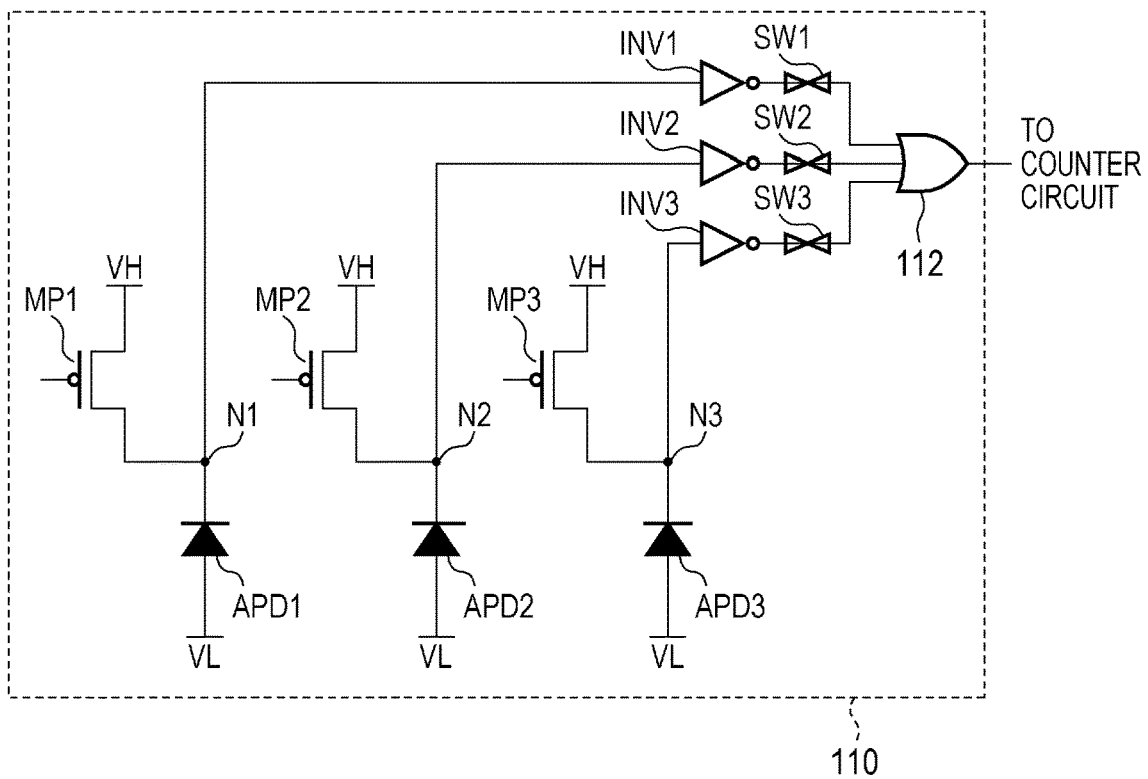 INV1
SW1
INV2
SW2
TO
COUNTER
CIRCUIT
INV3
SW3
112
VH
VH
VH
MP1
MP2
MP3
N1
N2
N3
APD1
APD2
APD3
VL
VL
VL
110